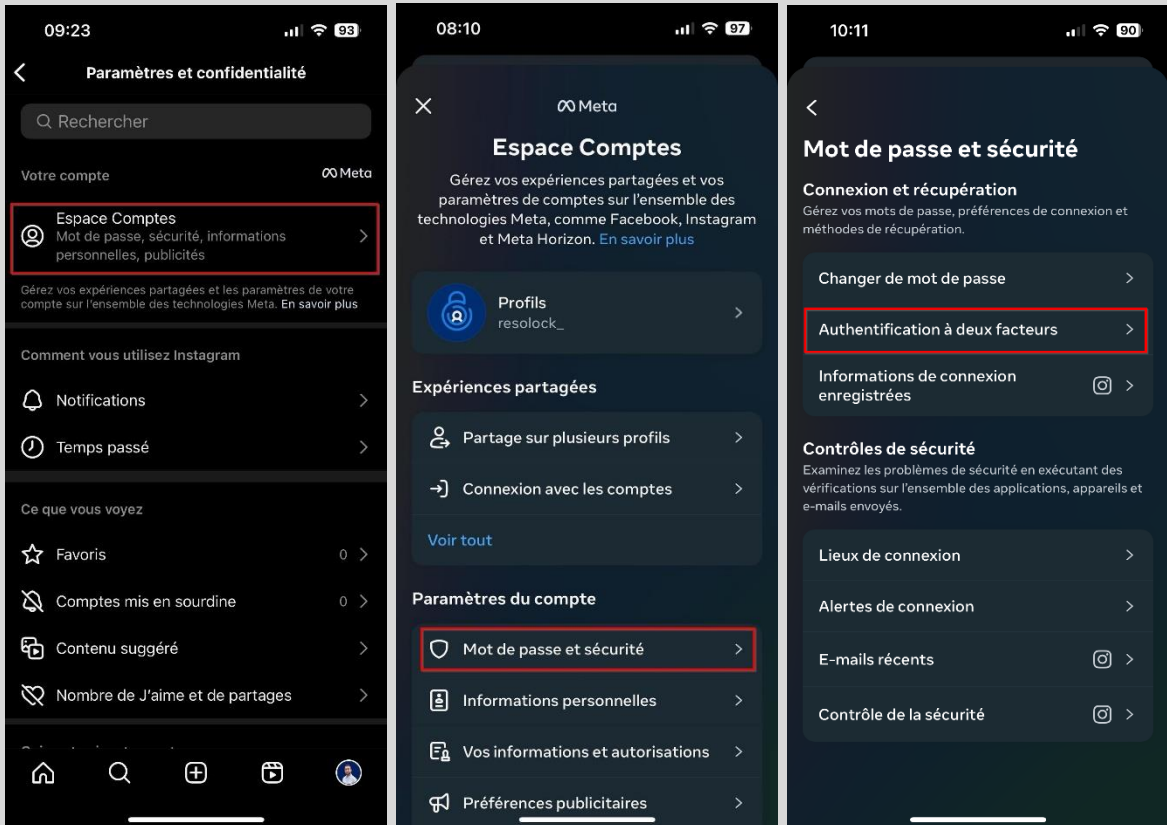 09:23
93
Paramètres et confidentialité
Rechercher
Votre compte
Meta
Espace Comptes
Mot de passe, sécurité, informations
personnelles, publicités
Gérez vos expériences partagées et les paramètres de votre
compte sur l'ensemble des technologies Meta. En savoir plus
Comment vous utilisez Instagram
Notifications
Temps passé
Ce que vous voyez
Favoris
0
Comptes mis en sourdine
0
Contenu suggéré
Nombre de J'aime et de partages
08:10
97
Meta
Espace Comptes
Gérez vos expériences partagées et vos
paramètres de comptes sur l'ensemble des
technologies Meta, comme Facebook, Instagram
et Meta Horizon. En savoir plus
Profils
resolock_
Expériences partagées
Partage sur plusieurs profils
Connexion avec les comptes
Voir tout
Paramètres du compte
Mot de passe et sécurité
Informations personnelles
Vos informations et autorisations
Préférences publicitaires
10:11
90
Mot de passe et sécurité
Connexion et récupération
Gérez vos mots de passe, préférences de connexion et
méthodes de récupération.
Changer de mot de passe
Authentification à deux facteurs
Informations de connexion
enregistrées
Contrôles de sécurité
Examinez les problèmes de sécurité en exécutant des
vérifications sur l'ensemble des applications, appareils et
e-mails envoyés.
Lieux de connexion
Alertes de connexion
E-mails récents
Contrôle de la sécurité